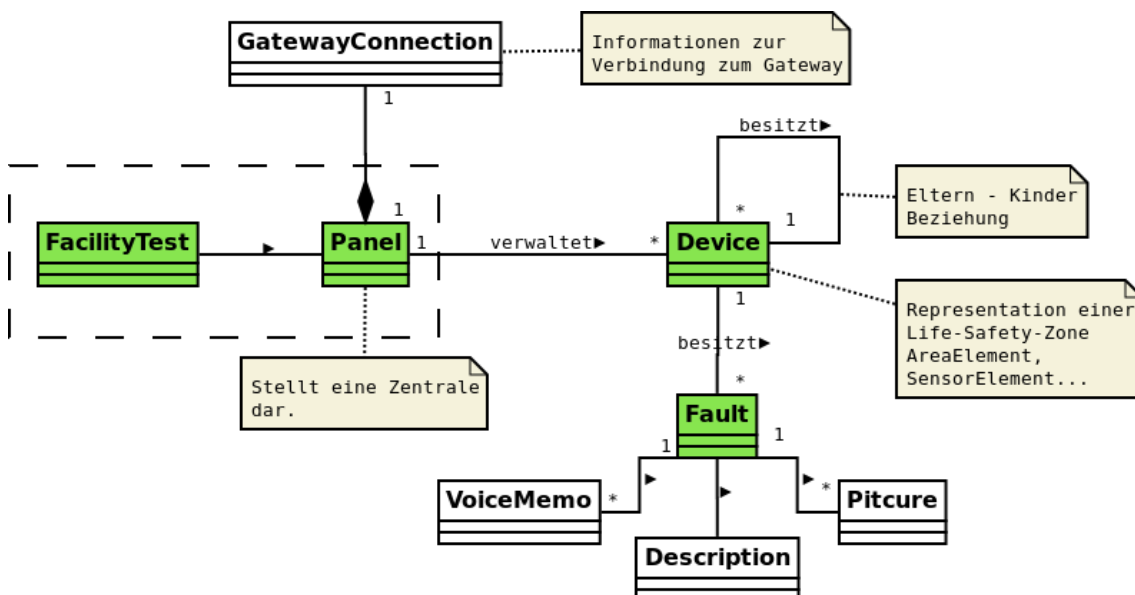 GatewayConnection
Informationen zur
Verbindung zum Gateway
1
besitzt▶
Eltern - Kinder
Beziehung
* 1
1
FacilityTest
Panel
1 verwaltet▶ *
Device
1
Representation einer
Life-Safety-Zone
AreaElement,
SensorElement...
besitzt▶
Stellt eine Zentrale
dar.
*
Fault
1 1
VoiceMemo
* *
Pitcure
Description